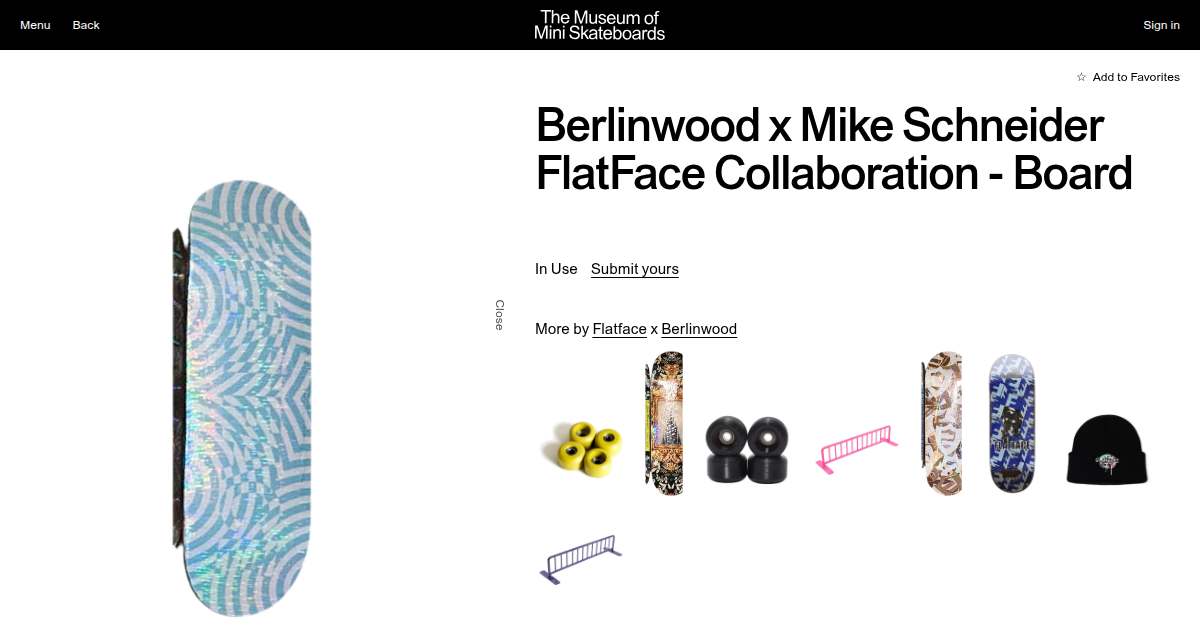 Menu Back
The Museum of
Mini Skateboards
Sign in
☆ Add to Favorites
Berlinwood x Mike Schneider
FlatFace Collaboration - Board
In Use Submit yours
Close
More by Flatface x Berlinwood